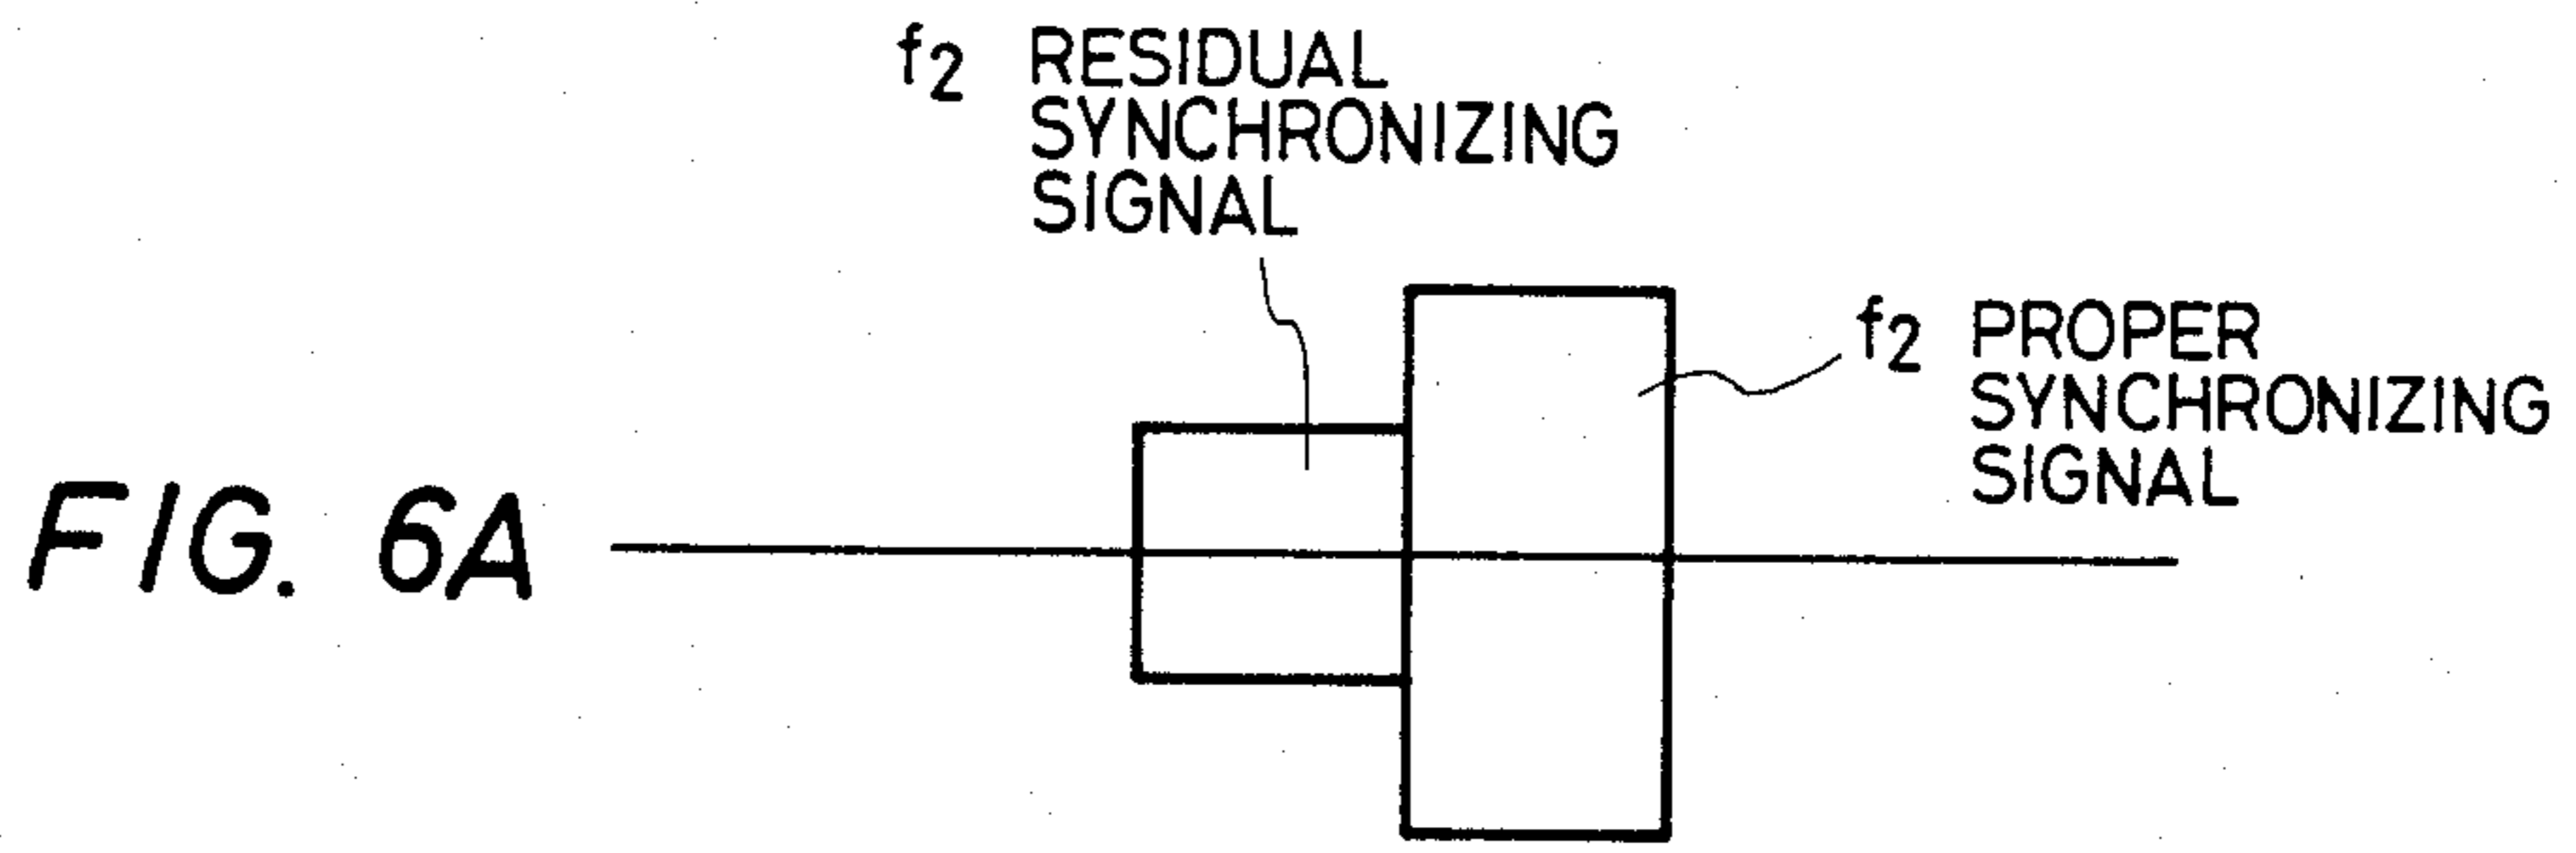 f2 RESIDUAL
SYNCHRONIZING
SIGNAL
f2 PROPER
SYNCHRONIZING
SIGNAL
FIG. 6A